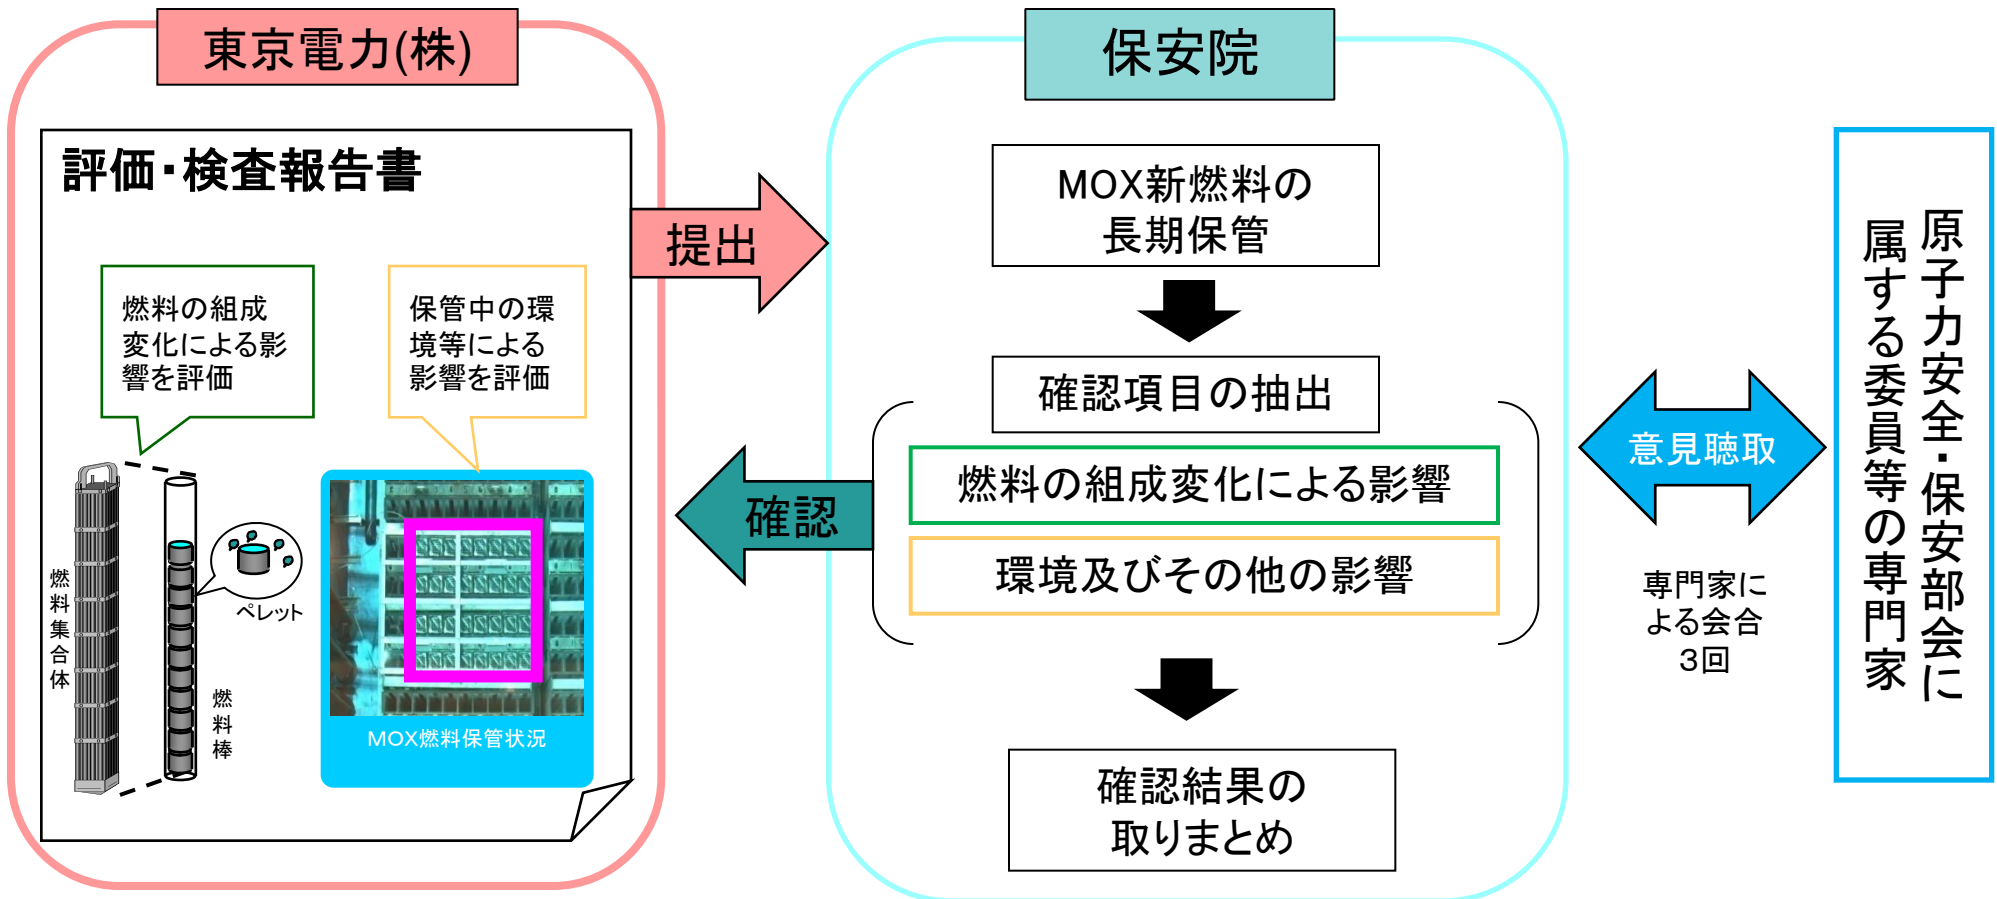 東京電力(株)
評価・検査報告書
燃料の組成
変化による影
響を評価
保管中の環
境等による
影響を評価
燃料集合体
燃料棒
ペレット
MOX燃料保管状況
提出
確認
保安院
MOX新燃料の
長期保管
確認項目の抽出
燃料の組成変化による影響
環境及びその他の影響
確認結果の
取りまとめ
意見聴取
専門家に
よる会合
3回
原子力安全・保安部会に
属する委員等の専門家